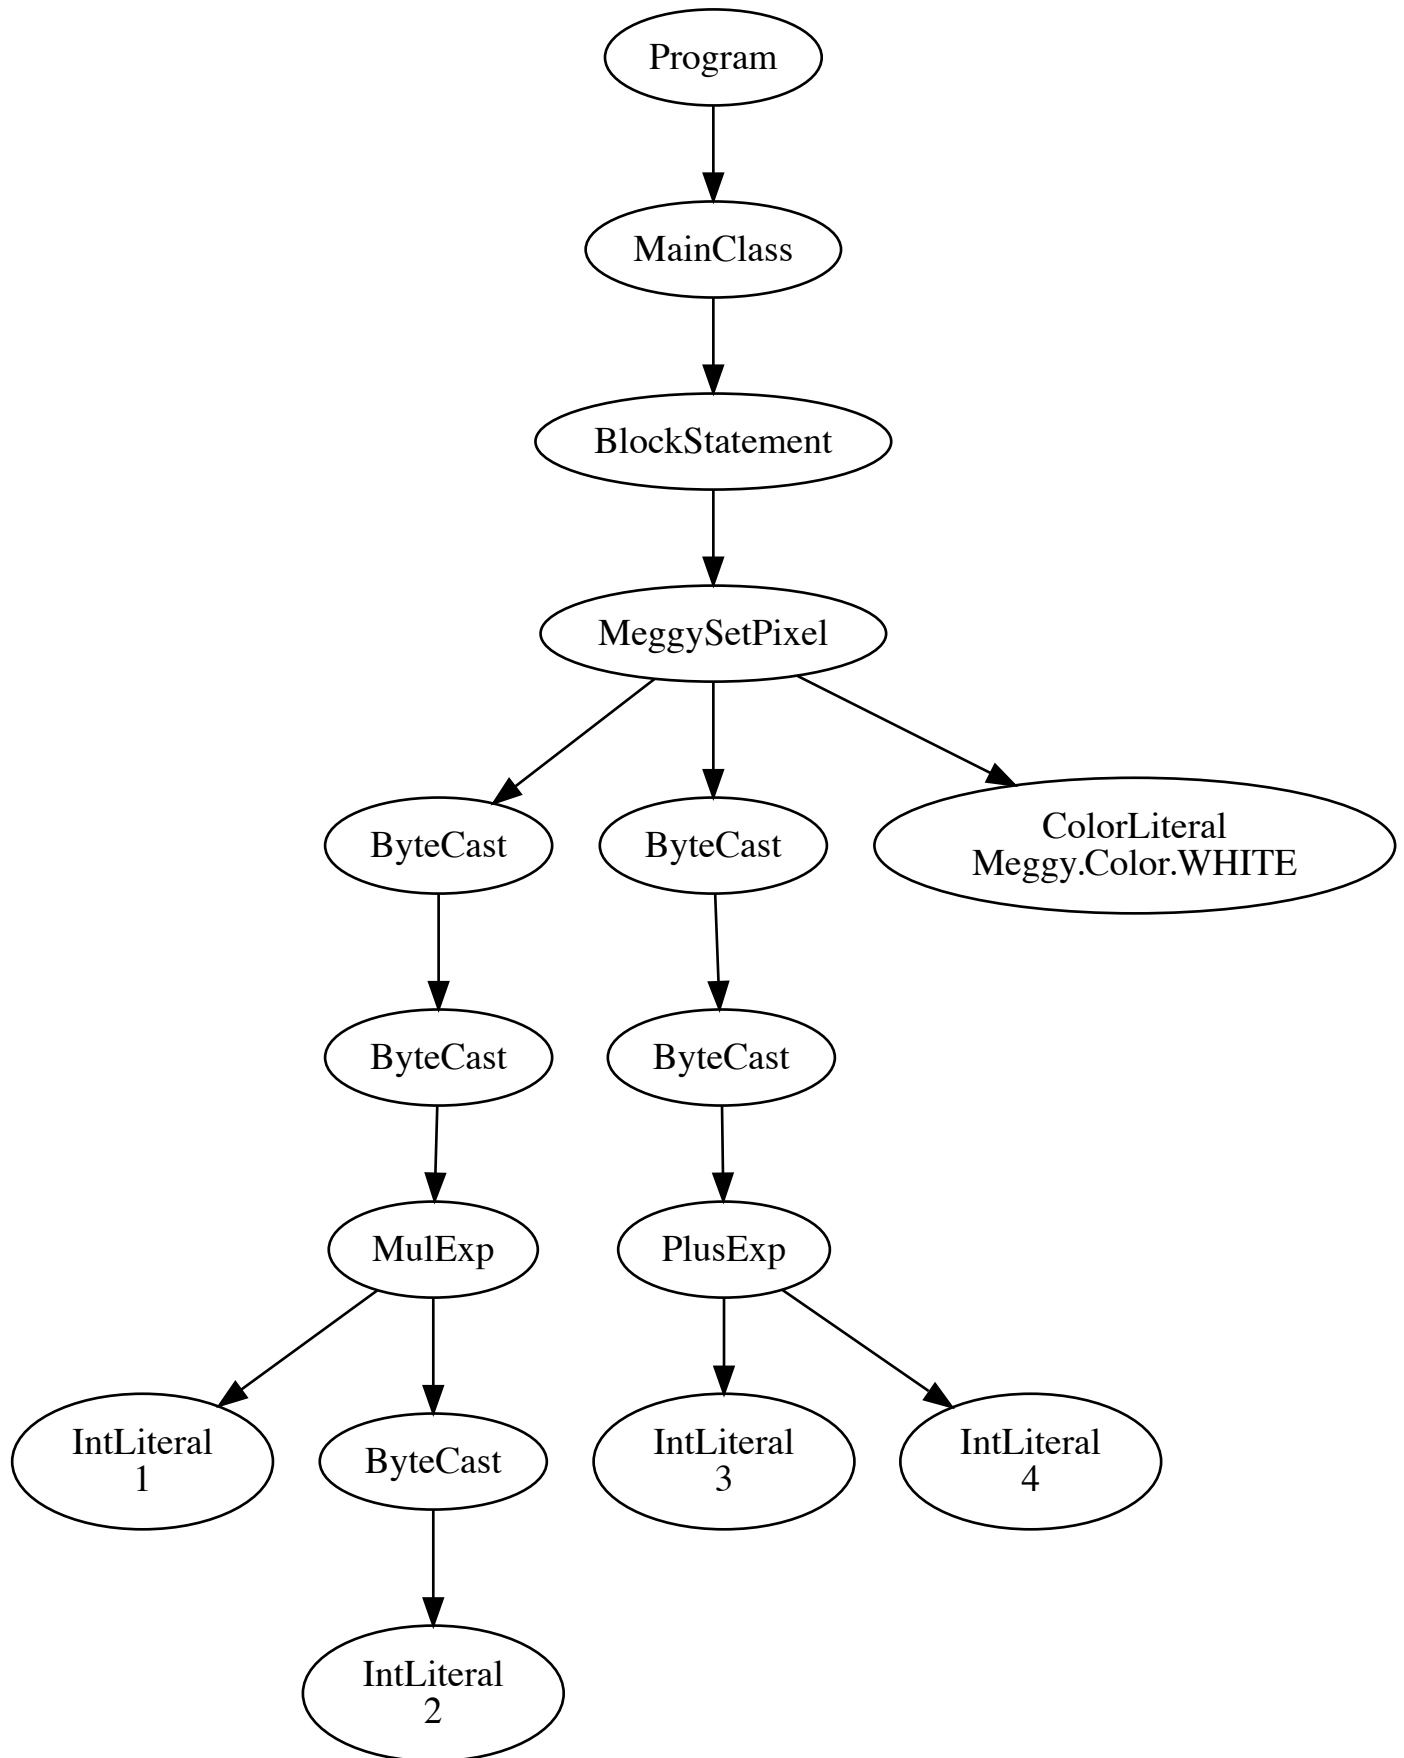 Program
MainClass
BlockStatement
MeggySetPixel
ByteCast
ByteCast
ColorLiteral
Meggy.Color.WHITE
ByteCast
ByteCast
MulExp
PlusExp
IntLiteral
1
ByteCast
IntLiteral
3
IntLiteral
4
IntLiteral
2